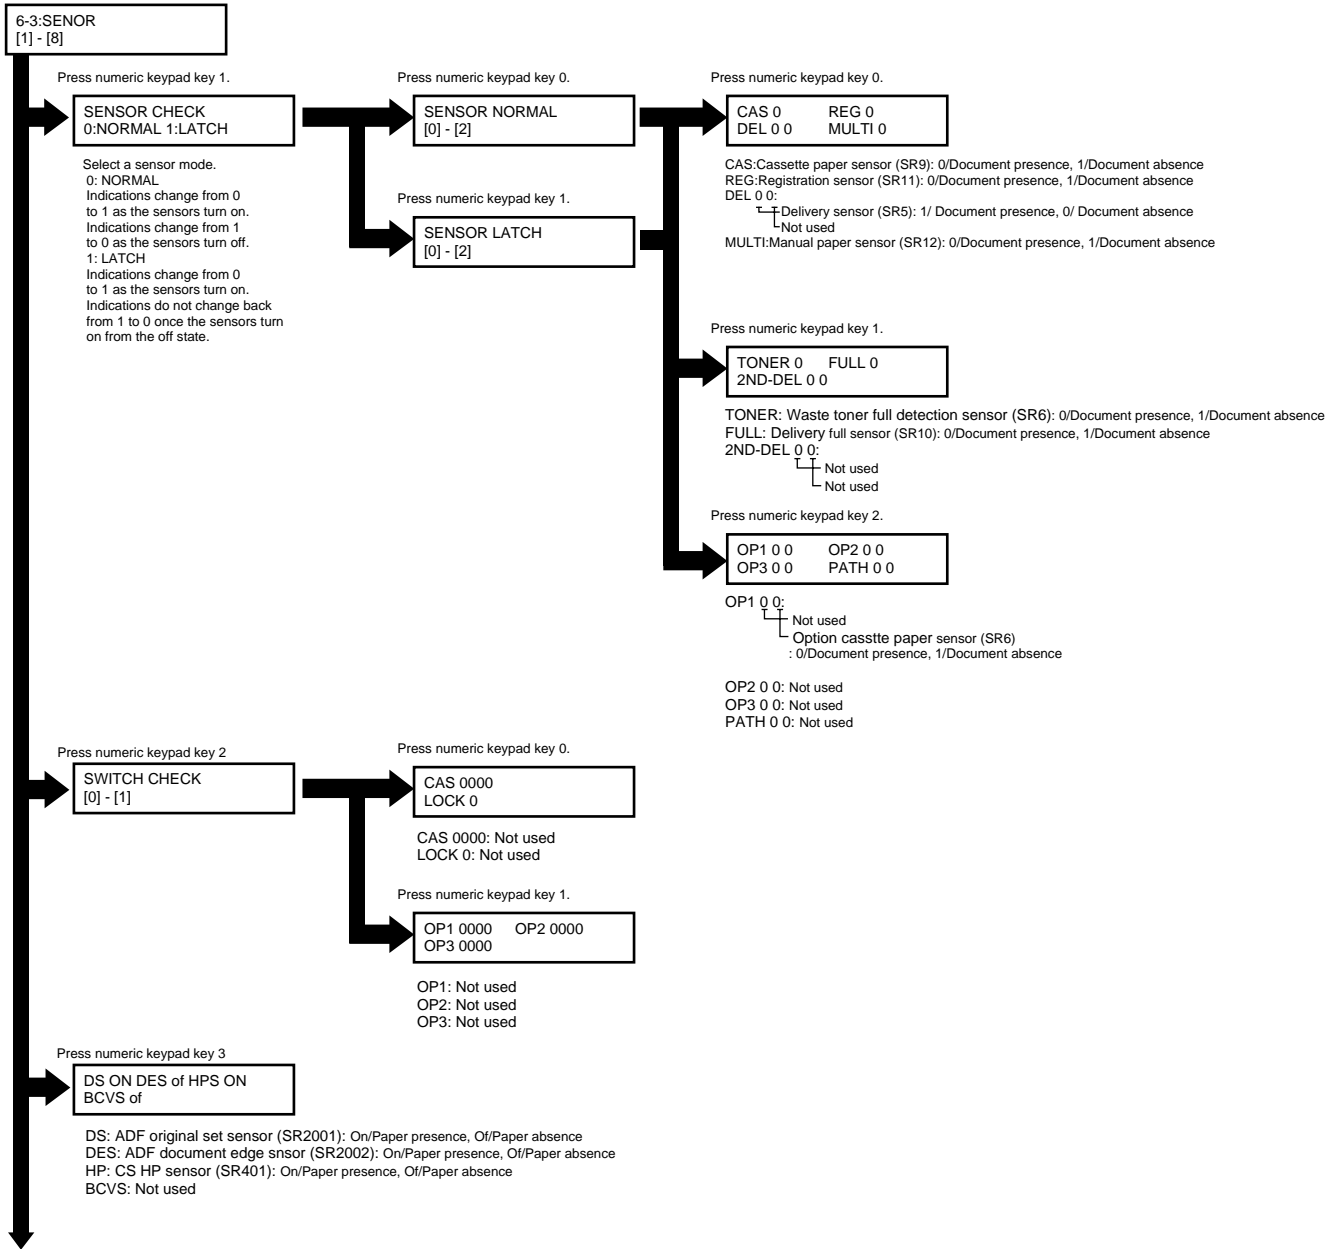 6-3:SENOR
[1] - [8]
Press numeric keypad key 1.
SENSOR CHECK
0:NORMAL 1:LATCH
Select a sensor mode.
0: NORMAL
Indications change from 0
to 1 as the sensors turn on.
Indications change from 1
to 0 as the sensors turn off.
1: LATCH
Indications change from 0
to 1 as the sensors turn on.
Indications do not change back
from 1 to 0 once the sensors turn
on from the off state.
Press numeric keypad key 0.
SENSOR NORMAL
[0] - [2]
Press numeric keypad key 1.
SENSOR LATCH
[0] - [2]
Press numeric keypad key 0.
CAS 0 REG 0
DEL 0 0 MULTI 0
CAS:Cassette paper sensor (SR9): 0/Document presence, 1/Document absence
REG:Registration sensor (SR11): 0/Document presence, 1/Document absence
DEL 0 0:
Delivery sensor (SR5): 1/ Document presence, 0/ Document absence
Not used
MULTI:Manual paper sensor (SR12): 0/Document presence, 1/Document absence
Press numeric keypad key 1.
TONER 0 FULL 0
2ND-DEL 0 0
TONER: Waste toner full detection sensor (SR6): 0/Document presence, 1/Document absence
FULL: Delivery full sensor (SR10): 0/Document presence, 1/Document absence
2ND-DEL 0 0:
Not used
Not used
Press numeric keypad key 2.
OP1 0 0 OP2 0 0
OP3 0 0 PATH 0 0
OP1 0 0:
Not used
Option casstte paper sensor (SR6)
: 0/Document presence, 1/Document absence
OP2 0 0: Not used
OP3 0 0: Not used
PATH 0 0: Not used
Press numeric keypad key 2
SWITCH CHECK
[0] - [1]
Press numeric keypad key 0.
CAS 0000
LOCK 0
CAS 0000: Not used
LOCK 0: Not used
Press numeric keypad key 1.
OP1 0000 OP2 0000
OP3 0000
OP1: Not used
OP2: Not used
OP3: Not used
Press numeric keypad key 3
DS ON DES of HPS ON
BCVS of
DS: ADF original set sensor (SR2001): On/Paper presence, Of/Paper absence
DES: ADF document edge snsor (SR2002): On/Paper presence, Of/Paper absence
HP: CS HP sensor (SR401): On/Paper presence, Of/Paper absence
BCVS: Not used